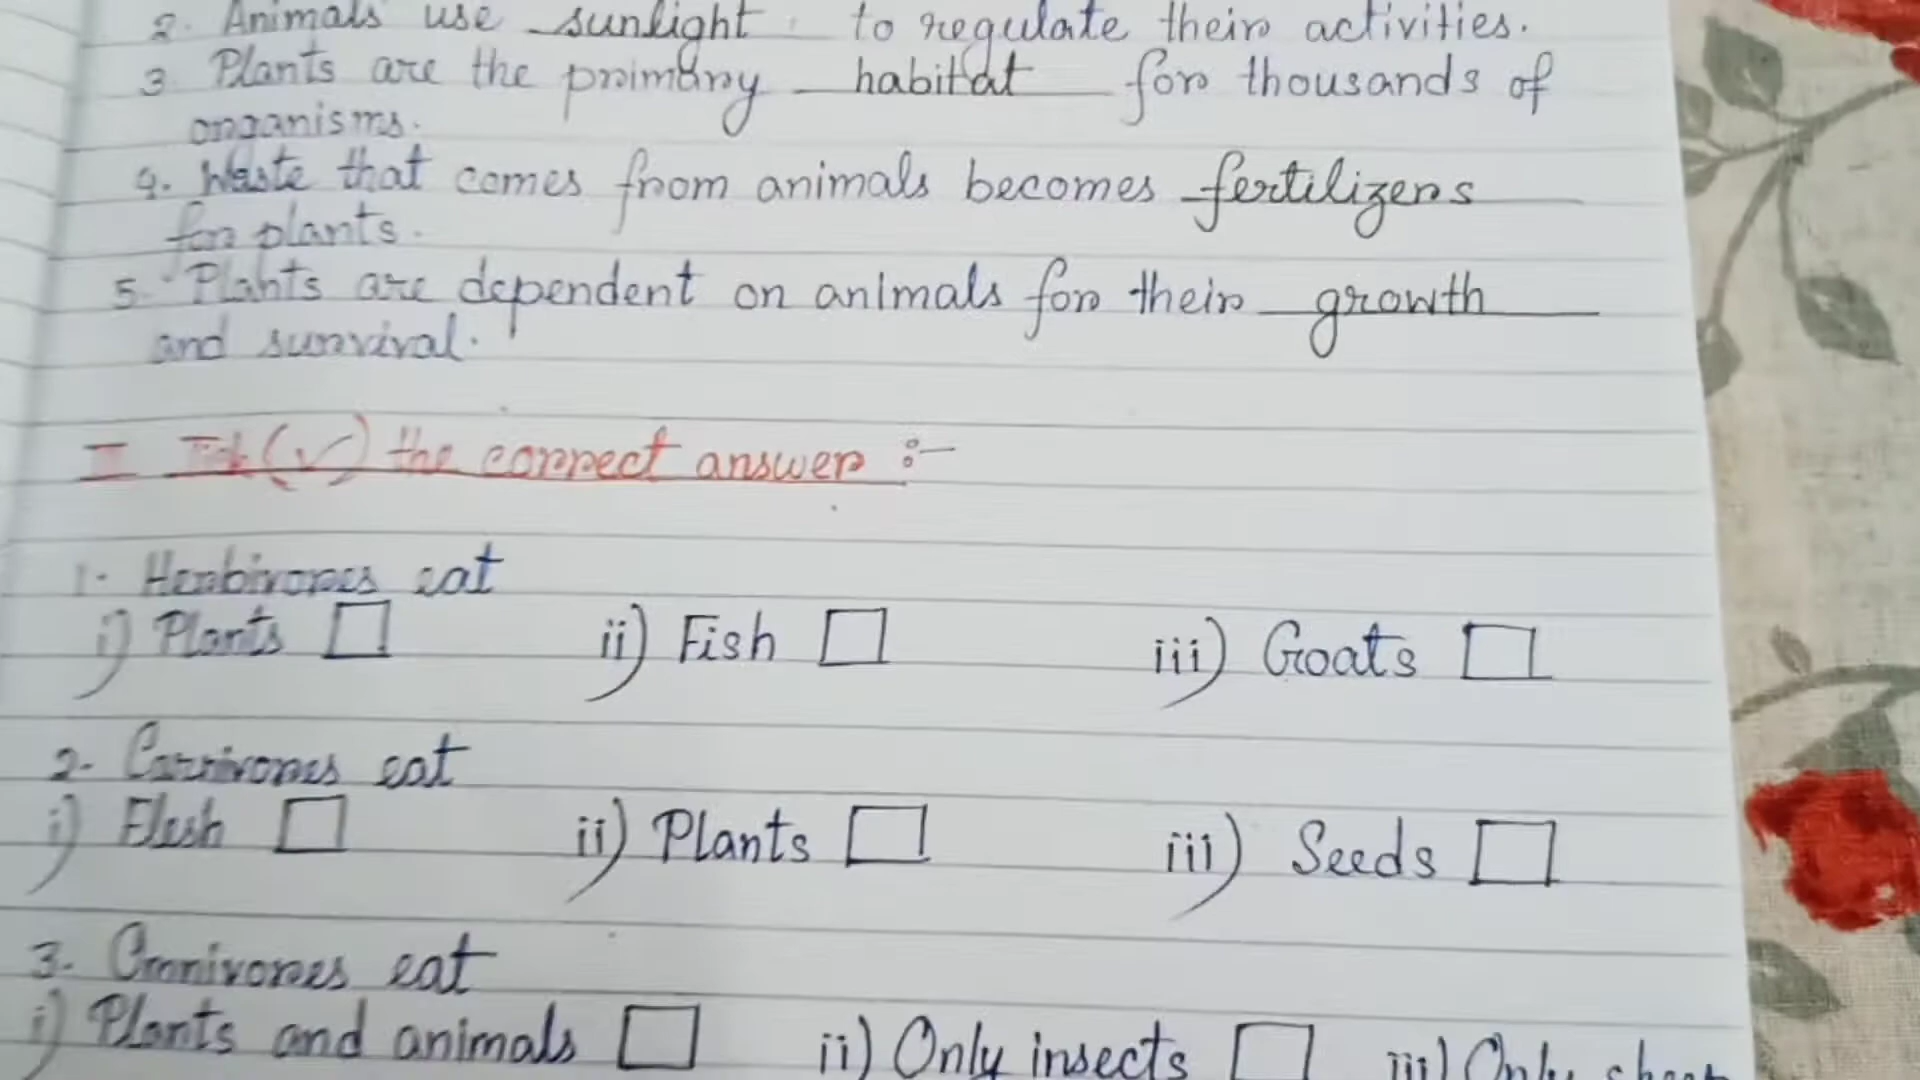 2. Animals use sunlight to regulate their activities.
3. Plants are the primary habitat for thousands of
organisms.
4. Waste that comes from animals becomes fertilizers
for plants.
5. Plants are dependent on animals for their growth
and survival.
II Tick (✓) the correct answer :-
1. Herbivores eat
i) Plants ii) Fish iii) Goats
2. Carnivores eat
i) Flesh ii) Plants iii) Seeds
3. Omnivores eat
i) Plants and animals ii) Only insects iii) Only